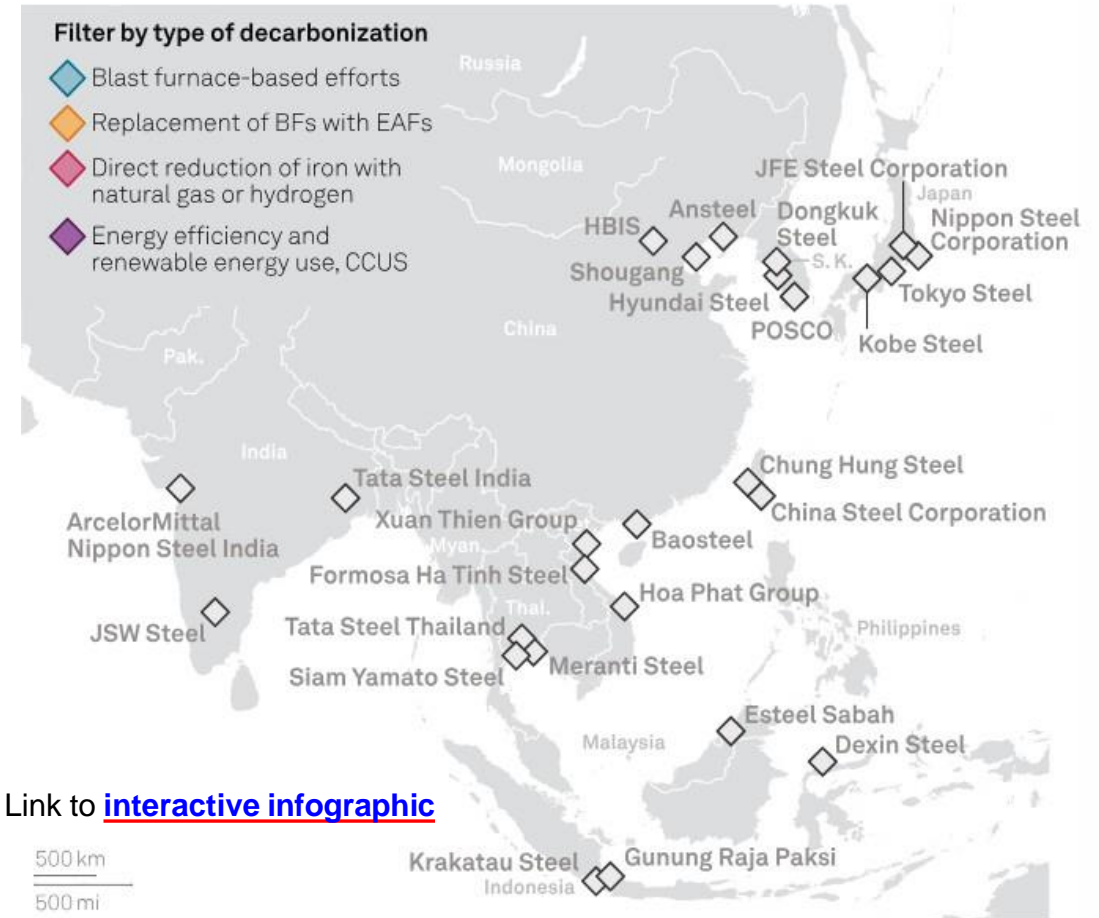 Filter by type of decarbonization
Blast furnace-based efforts
Replacement of BFs with EAFs
Direct reduction of iron with
natural gas or hydrogen
Energy efficiency and
renewable energy use, CCUS
Russia
Mongolia
China
Pak.
India
Myan.
Thai.
S. K.
Japan
Philippines
Malaysia
Indonesia
JFE Steel Corporation
Nippon Steel
Corporation
Tokyo Steel
Kobe Steel
Ansteel
Dongkuk
Steel
HBIS
Shougang
Hyundai Steel
POSCO
Chung Hung Steel
China Steel Corporation
Baosteel
Tata Steel India
Xuan Thien Group
ArcelorMittal
Nippon Steel India
Formosa Ha Tinh Steel
Hoa Phat Group
JSW Steel
Tata Steel Thailand
Meranti Steel
Siam Yamato Steel
Esteel Sabah
Dexin Steel
Krakatau Steel
Gunung Raja Paksi
Link to interactive infographic
500 km
500 mi